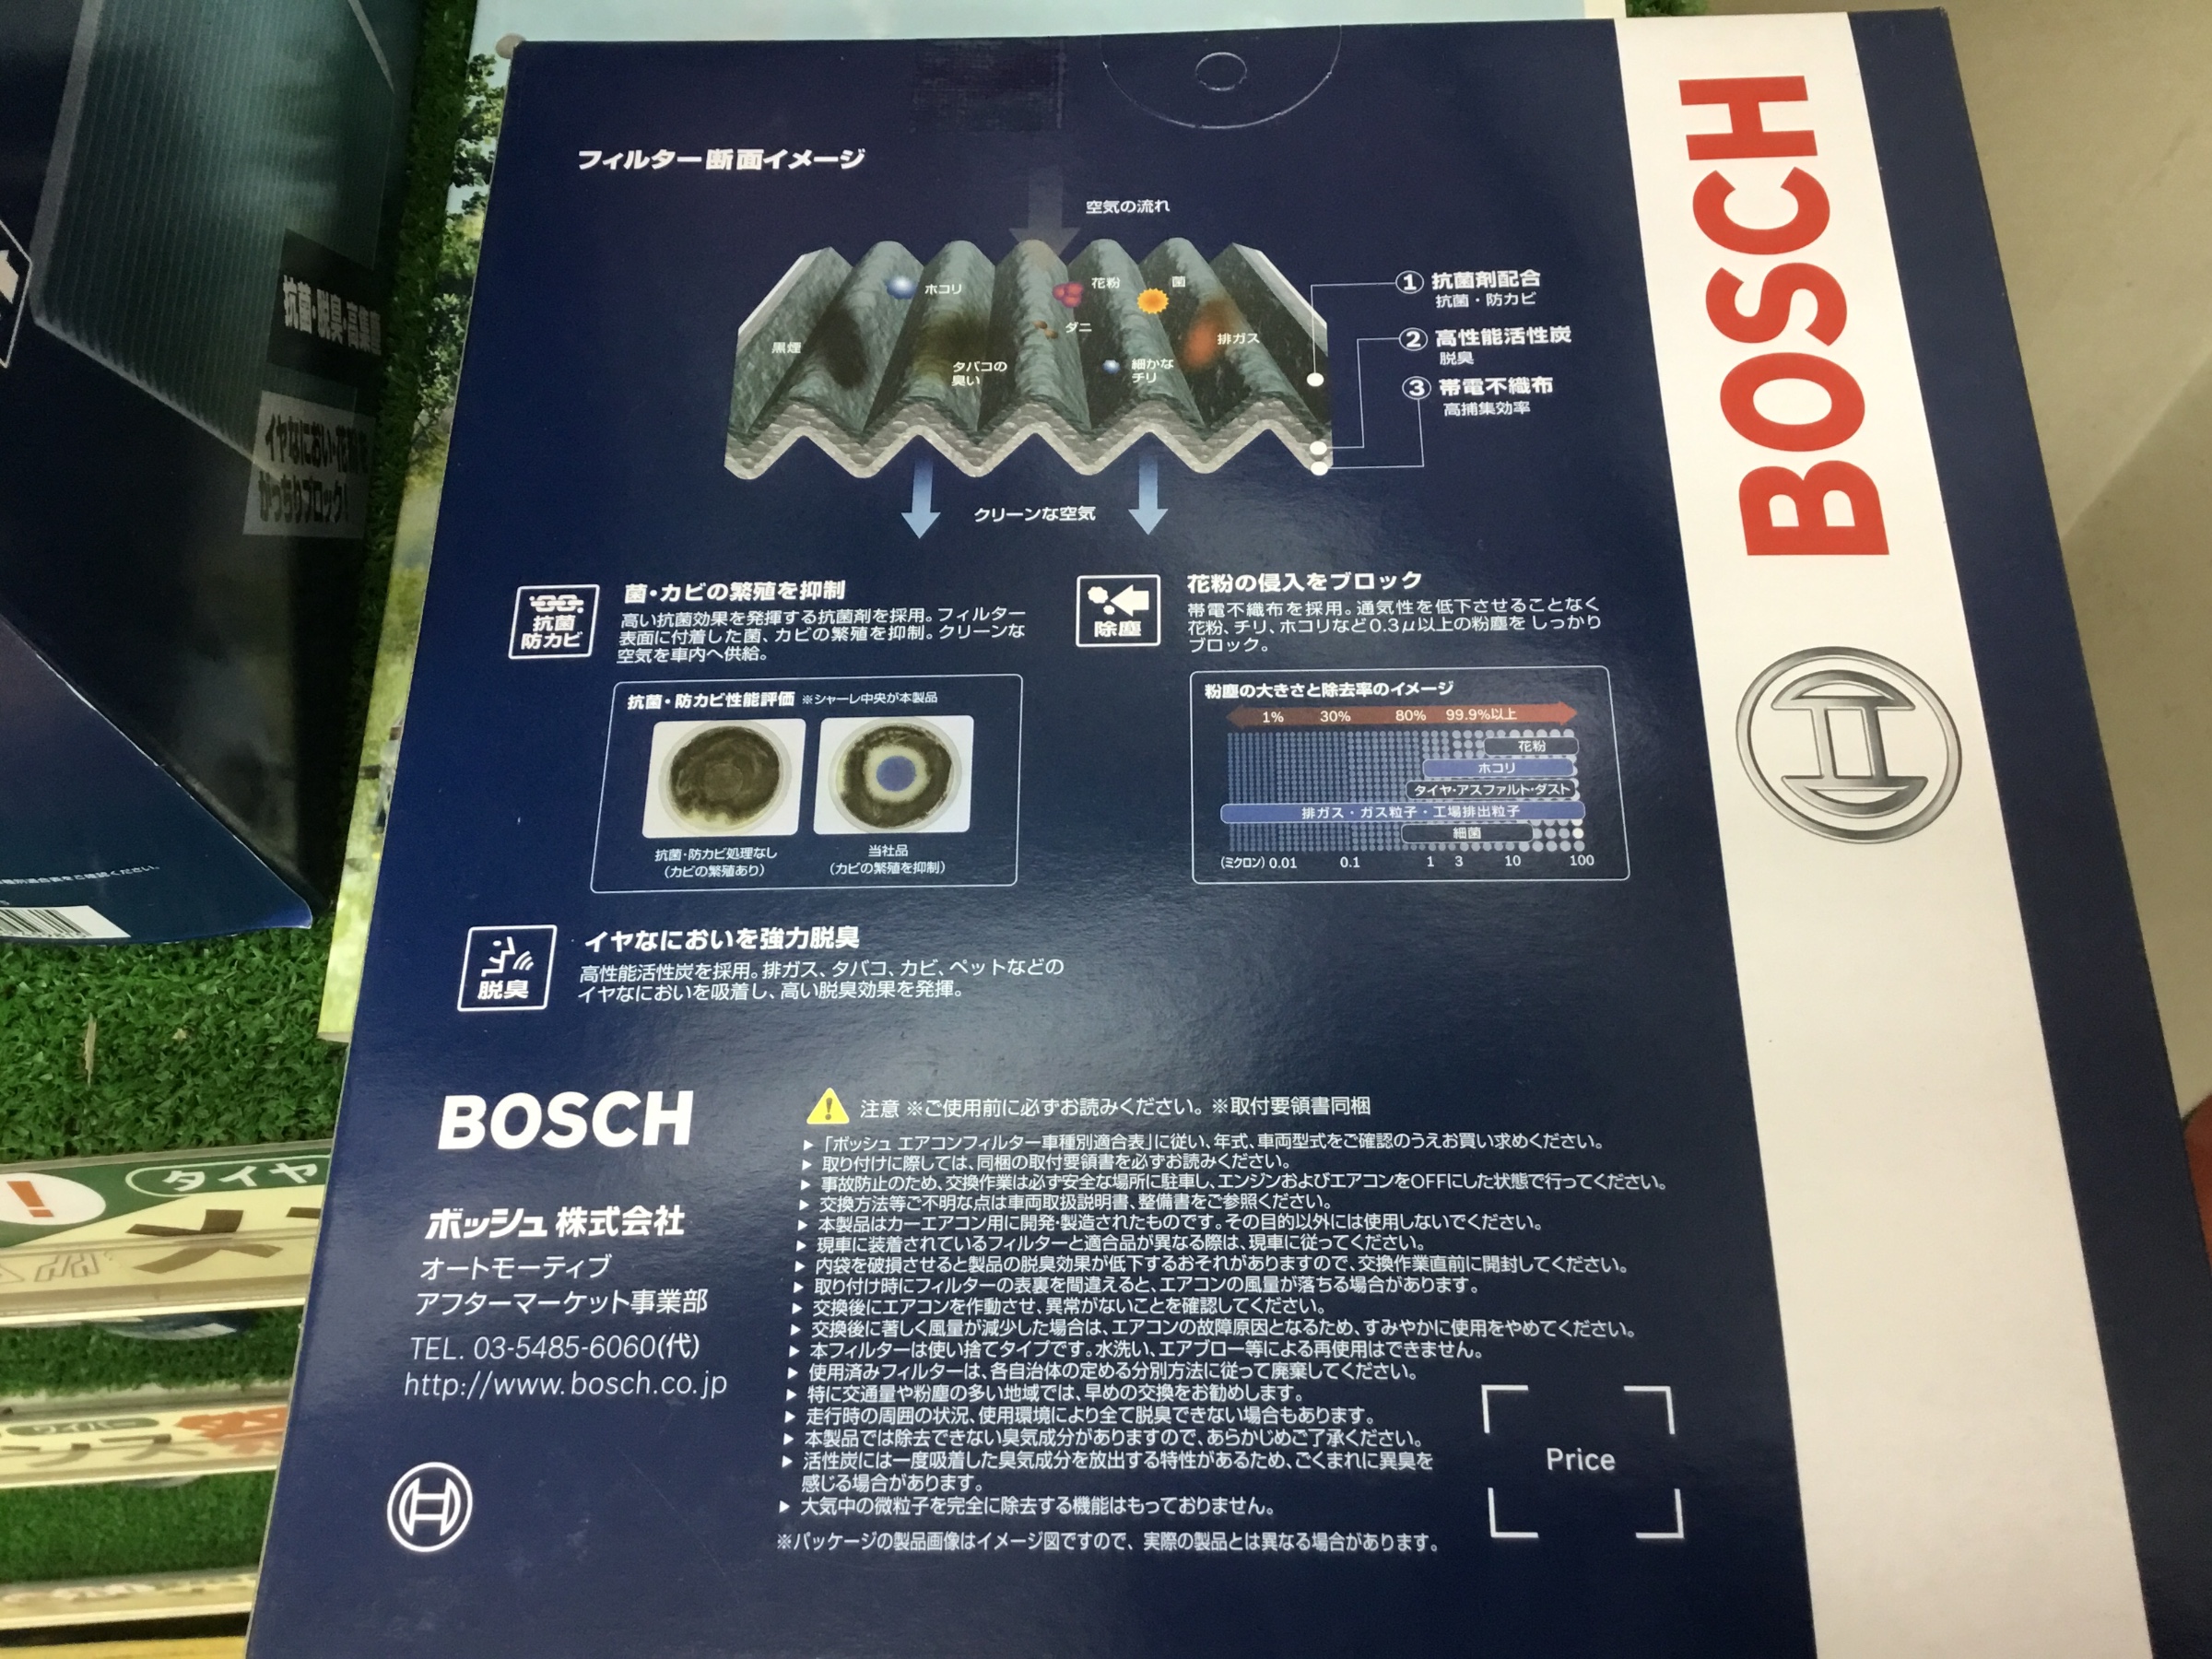 フィルター断面イメージ
空気の流れ
ホコリ
花粉
菌
ダニ
黒煙
タバコの
臭い
細かな
チリ
排ガス
① 抗菌剤配合
抗菌・防カビ
② 高性能活性炭
脱臭
③ 帯電不織布
高捕集効率
クリーンな空気
抗菌
防カビ
菌・カビの繁殖を抑制
高い抗菌効果を発揮する抗菌剤を採用。フィルター
表面に付着した菌、カビの繁殖を抑制。クリーンな
空気を車内へ供給。
抗菌・防カビ性能評価 ※シャーレ中央が本製品
抗菌・防カビ処理なし
(カビの繁殖あり)
当社品
(カビの繁殖を抑制)
除塵
花粉の侵入をブロック
帯電不織布を採用。通気性を低下させることなく
花粉、チリ、ホコリなど0.3μ以上の粉塵をしっかり
ブロック。
粉塵の大きさと除去率のイメージ
1% 30% 80% 99.9%以上
花粉
ホコリ
タイヤ・アスファルト・ダスト
排ガス・ガス粒子・工場排出粒子
細菌
(ミクロン) 0.01 0.1 1 3 10 100
脱臭
イヤなにおいを強力脱臭
高性能活性炭を採用。排ガス、タバコ、カビ、ペットなどの
イヤなにおいを吸着し、高い脱臭効果を発揮。
BOSCH
ボッシュ株式会社
オートモーティブ
アフターマーケット事業部
TEL. 03-5485-6060(代)
http://www.bosch.co.jp
注意 ※ご使用前に必ずお読みください。※取付要領書同梱
▶「ボッシュ エアコンフィルター車種別適合表」に従い、年式、車両型式をご確認のうえお買い求めください。
▶ 取り付けに際しては、同梱の取付要領書を必ずお読みください。
▶ 事故防止のため、交換作業は必ず安全な場所に駐車し、エンジンおよびエアコンをOFFにした状態で行ってください。
▶ 交換方法等ご不明な点は車両取扱説明書、整備書をご参照ください。
▶ 本製品はカーエアコン用に開発・製造されたものです。その目的以外には使用しないでください。
▶ 現車に装着されているフィルターと適合品が異なる際は、現車に従ってください。
▶ 内袋を破損させると製品の脱臭効果が低下するおそれがありますので、交換作業直前に開封してください。
▶ 取り付け時にフィルターの表裏を間違えると、エアコンの風量が落ちる場合があります。
▶ 交換後にエアコンを作動させ、異常がないことを確認してください。
▶ 交換後に著しく風量が減少した場合は、エアコンの故障原因となるため、すみやかに使用をやめてください。
▶ 本フィルターは使い捨てタイプです。水洗い、エアブロー等による再使用はできません。
▶ 使用済みフィルターは、各自治体の定める分別方法に従って廃棄してください。
▶ 特に交通量や粉塵の多い地域では、早めの交換をお勧めします。
▶ 走行時の周囲の状況、使用環境により全て脱臭できない場合もあります。
▶ 本製品では除去できない臭気成分がありますので、あらかじめご了承ください。
▶ 活性炭には一度吸着した臭気成分を放出する特性があるため、ごくまれに異臭を
感じる場合があります。
▶ 大気中の微粒子を完全に除去する機能はもっておりません。
※パッケージの製品画像はイメージ図ですので、実際の製品とは異なる場合があります。
Price
BOSCH
抗菌・脱臭・高集塵
イヤなにおい・花粉を
がっちりブロック!
タイヤ
ワイパー